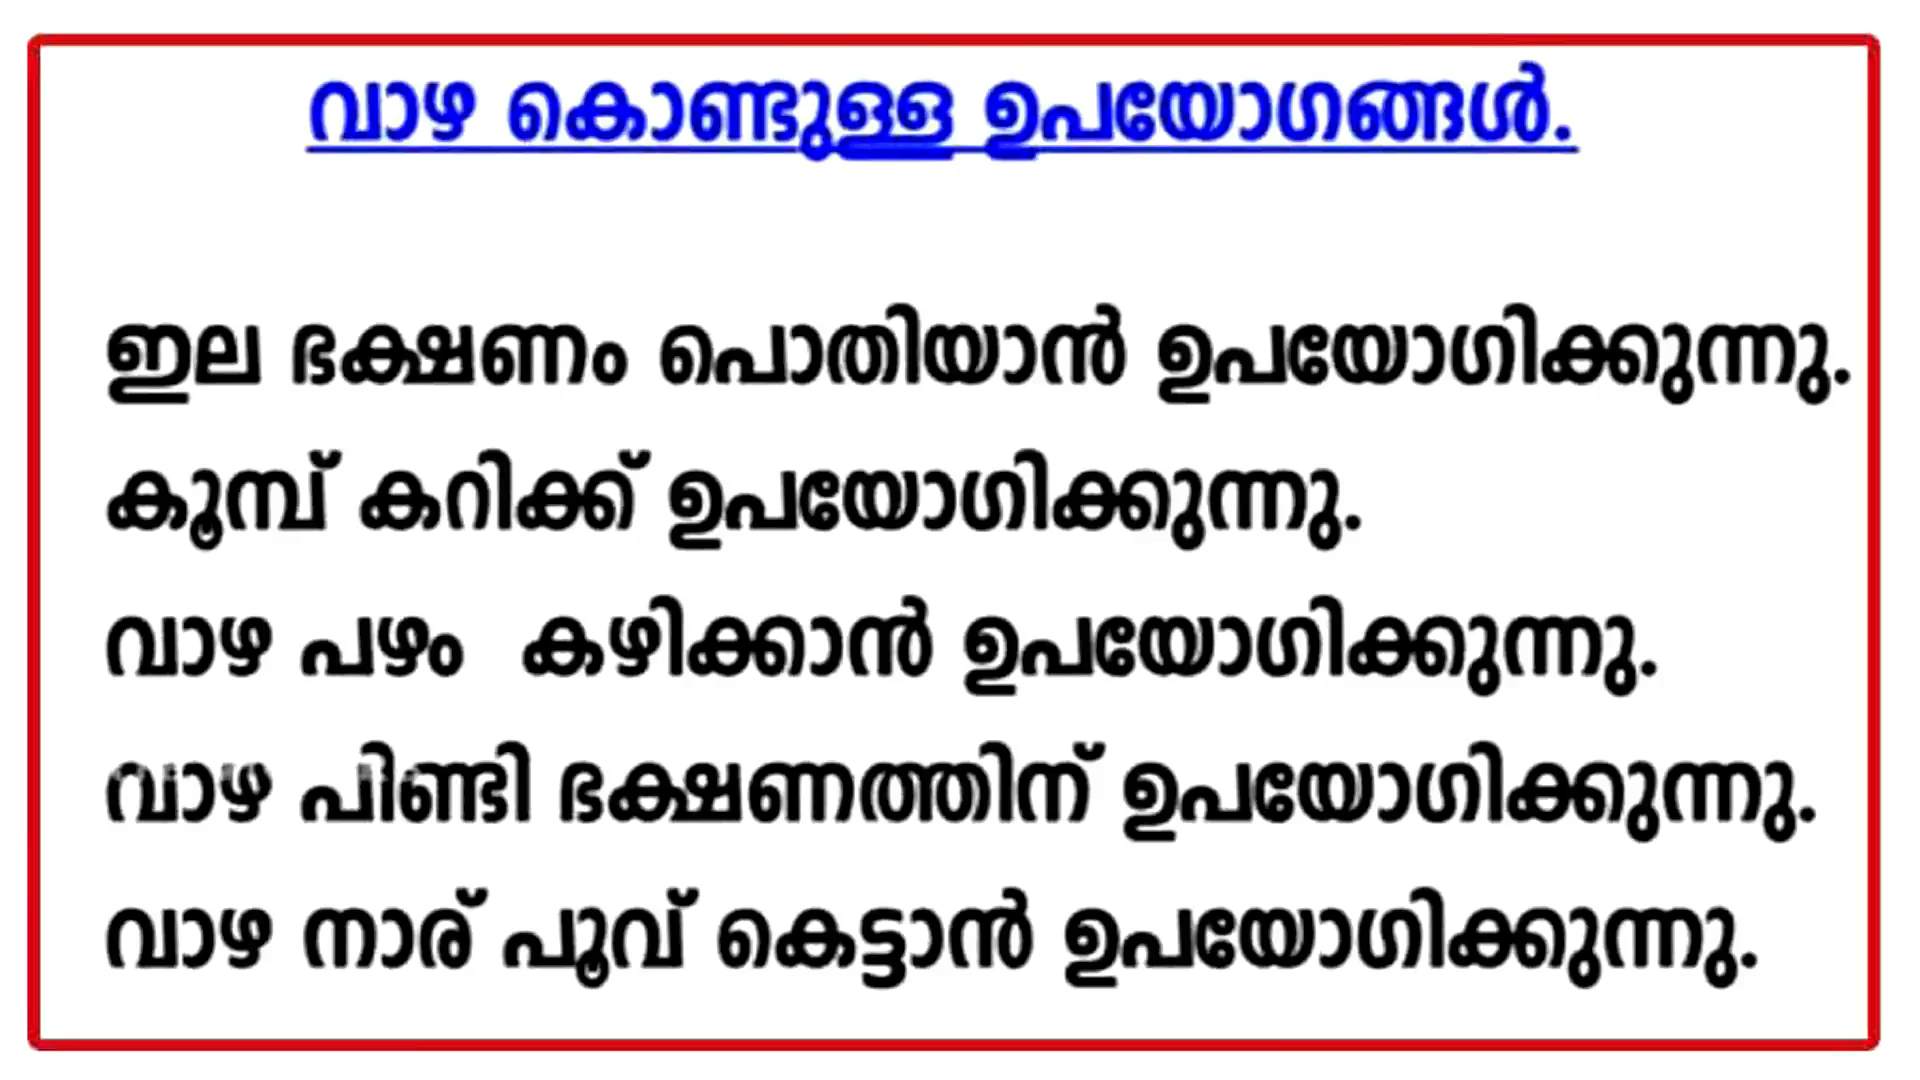 വാഴ കൊണ്ടുള്ള ഉപയോഗങ്ങൾ.
ഇല ഭക്ഷണം പൊതിയാൻ ഉപയോഗിക്കുന്നു.
കൂമ്പ് കറിക്ക് ഉപയോഗിക്കുന്നു.
വാഴ പഴം കഴിക്കാൻ ഉപയോഗിക്കുന്നു.
വാഴ പിണ്ടി ഭക്ഷണത്തിന് ഉപയോഗിക്കുന്നു.
വാഴ നാര് പൂവ് കെട്ടാൻ ഉപയോഗിക്കുന്നു.